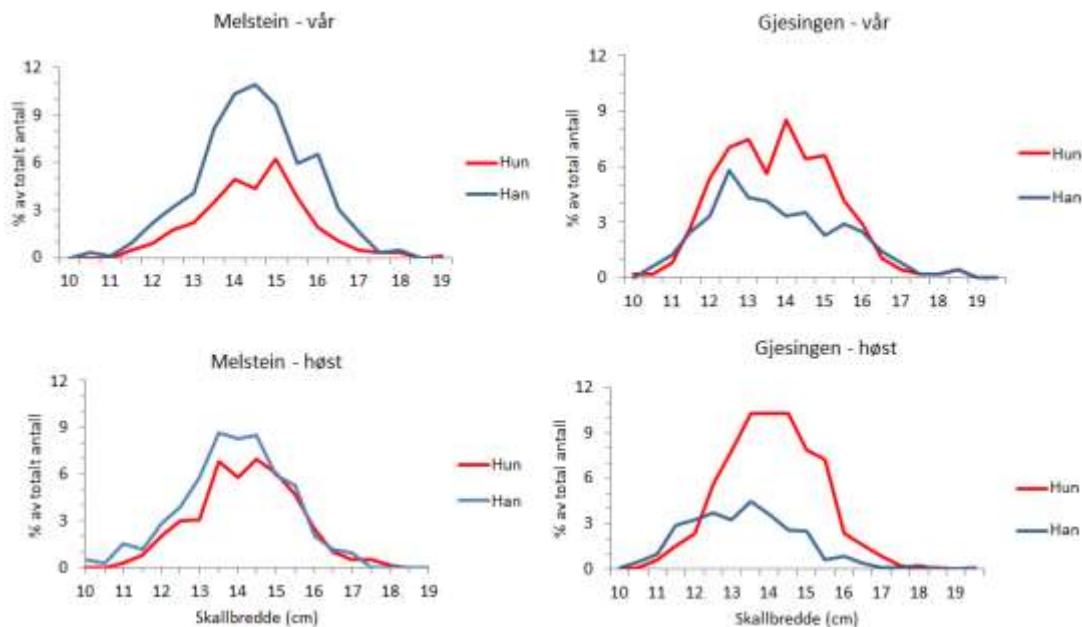 Melstein - vår
% av totalt antall
12
9
6
3
0
10 11 12 13 14 15 16 17 18 19
Hun
Han
Gjesingen - vår
% av total antall
12
9
6
3
0
10 11 12 13 14 15 16 17 18 19
Hun
Han
Melstein - høst
% av totalt antall
12
9
6
3
0
10 11 12 13 14 15 16 17 18 19
Skallbredde (cm)
Hun
Han
Gjesingen - høst
% av total antall
12
9
6
3
0
10 11 12 13 14 15 16 17 18 19
Skallbredde (cm)
Hun
Han